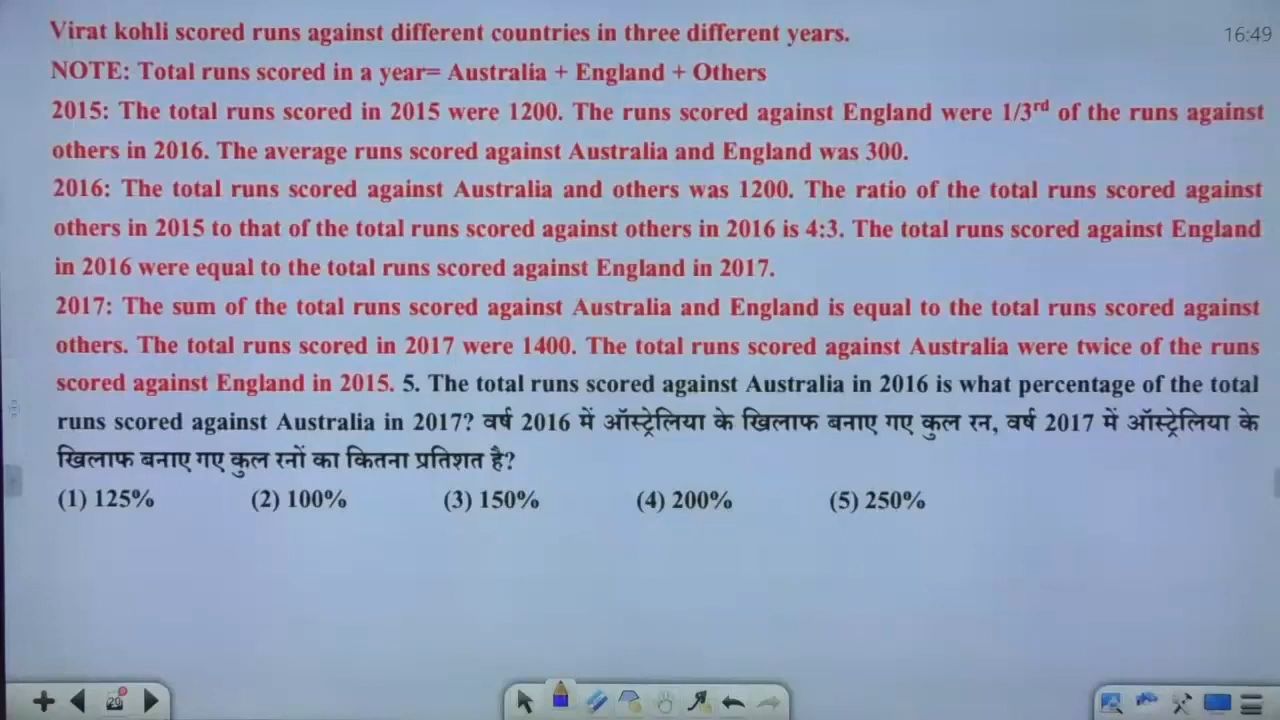 Virat kohli scored runs against different countries in three different years.
16:49
NOTE: Total runs scored in a year= Australia + England + Others
2015: The total runs scored in 2015 were 1200. The runs scored against England were 1/3rd of the runs against
others in 2016. The average runs scored against Australia and England was 300.
2016: The total runs scored against Australia and others was 1200. The ratio of the total runs scored against
others in 2015 to that of the total runs scored against others in 2016 is 4:3. The total runs scored against England
in 2016 were equal to the total runs scored against England in 2017.
2017: The sum of the total runs scored against Australia and England is equal to the total runs scored against
others. The total runs scored in 2017 were 1400. The total runs scored against Australia were twice of the runs
scored against England in 2015. 5. The total runs scored against Australia in 2016 is what percentage of the total
runs scored against Australia in 2017? वर्ष 2016 में ऑस्ट्रेलिया के खिलाफ बनाए गए कुल रन, वर्ष 2017 में ऑस्ट्रेलिया के
खिलाफ बनाए गए कुल रनों का कितना प्रतिशत है?
(1) 125% (2) 100% (3) 150% (4) 200% (5) 250%
20